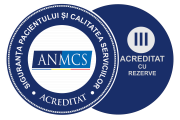 SIGURANȚA PACIENTULUI ȘI CALITATEA SERVICIILOR
ANMCS
ACREDITAT
III
ACREDITAT
CU
REZERVE